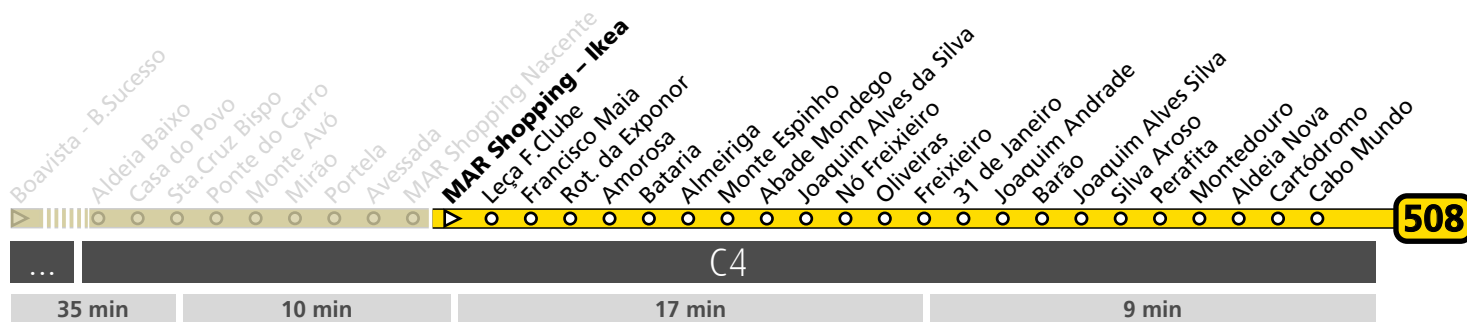 Boavista - B.Sucesso
Aldeia Baixo
Casa do Povo
Sta.Cruz Bispo
Ponte do Carro
Monte Avó
Mirão
Portela
Avessada
MAR Shopping Nascente
MAR Shopping – Ikea
Leça F.Clube
Francisco Maia
Rot. da Exponor
Amorosa
Bataria
Almeiriga
Monte Espinho
Abade Mondego
Joaquim Alves da Silva
Nó Freixieiro
Oliveiras
Freixieiro
31 de Janeiro
Joaquim Andrade
Barão
Joaquim Alves Silva
Silva Aroso
Perafita
Montedouro
Aldeia Nova
Cartódromo
Cabo Mundo
508
... C4
35 min 10 min 17 min 9 min